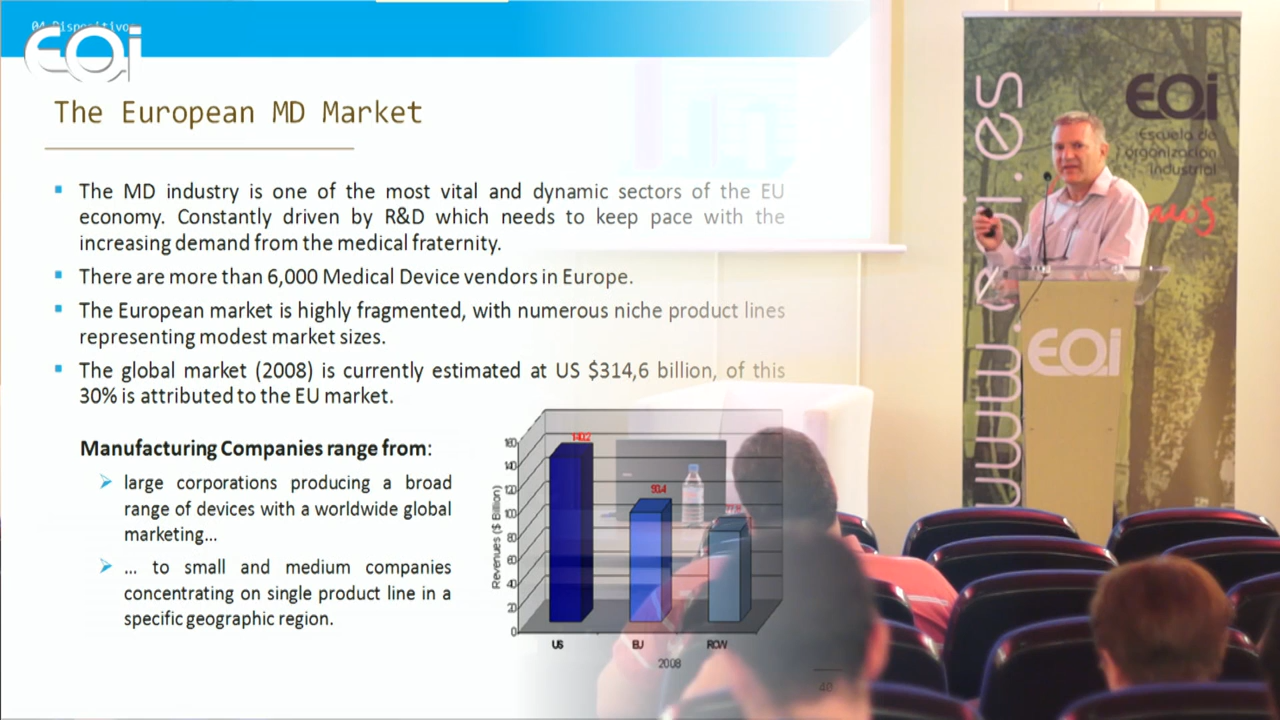 04 Dispositivos
EOi
The European MD Market
The MD industry is one of the most vital and dynamic sectors of the EU
economy. Constantly driven by R&D which needs to keep pace with the
increasing demand from the medical fraternity.
There are more than 6,000 Medical Device vendors in Europe.
The European market is highly fragmented, with numerous niche product lines
representing modest market sizes.
The global market (2008) is currently estimated at US $314,6 billion, of this
30% is attributed to the EU market.
Manufacturing Companies range from:
large corporations producing a broad
range of devices with a worldwide global
marketing…
… to small and medium companies
concentrating on single product line in a
specific geographic region.
Revenues ($ Billion)
160
140
120
100
80
60
40
20
0
US
EU
ROW
2008
40
www.eoi.es
EOi
Escuela de
organización
industrial
EOi